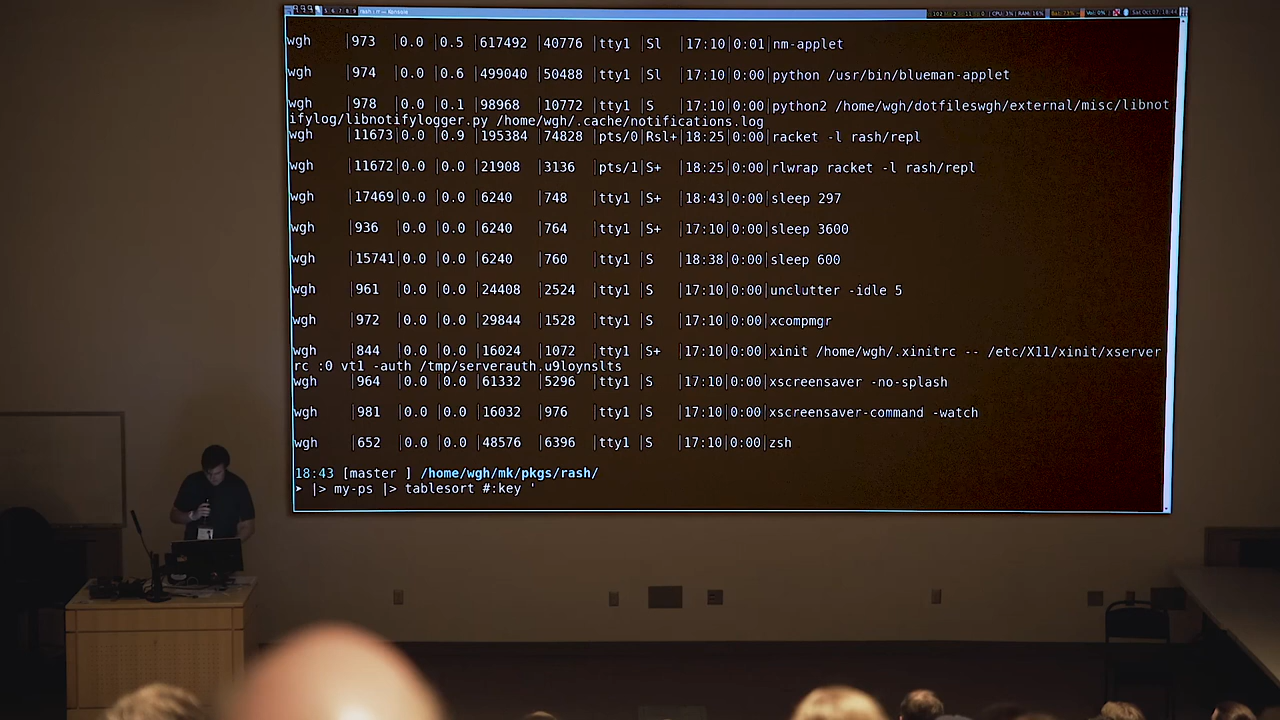 wgh |973 |0.0 |0.5 |617492 |40776 |tty1 |Sl |17:10|0:01|nm-applet
wgh |974 |0.0 |0.6 |499040 |50488 |tty1 |Sl |17:10|0:00|python /usr/bin/blueman-applet
wgh |978 |0.0 |0.1 |98968 |10772 |tty1 |S |17:10|0:00|python2 /home/wgh/dotfileswgh/external/misc/libnot
ifylog/libnotifylogger.py /home/wgh/.cache/notifications.log
wgh |11673|0.0 |0.9 |195384 |74828 |pts/0|Rsl+|18:25|0:00|racket -l rash/repl
wgh |11672|0.0 |0.0 |21908 |3136 |pts/1|S+ |18:25|0:00|rlwrap racket -l rash/repl
wgh |17469|0.0 |0.0 |6240 |748 |tty1 |S+ |18:43|0:00|sleep 297
wgh |936 |0.0 |0.0 |6240 |764 |tty1 |S+ |17:10|0:00|sleep 3600
wgh |15741|0.0 |0.0 |6240 |760 |tty1 |S |18:38|0:00|sleep 600
wgh |961 |0.0 |0.0 |24408 |2524 |tty1 |S |17:10|0:00|unclutter -idle 5
wgh |972 |0.0 |0.0 |29844 |1528 |tty1 |S |17:10|0:00|xcompmgr
wgh |844 |0.0 |0.0 |16024 |1072 |tty1 |S+ |17:10|0:00|xinit /home/wgh/.xinitrc -- /etc/X11/xinit/xserver
rc :0 vt1 -auth /tmp/serverauth.u9loynslts
wgh |964 |0.0 |0.0 |61332 |5296 |tty1 |S |17:10|0:00|xscreensaver -no-splash
wgh |981 |0.0 |0.0 |16032 |976 |tty1 |S |17:10|0:00|xscreensaver-command -watch
wgh |652 |0.0 |0.0 |48576 |6396 |tty1 |S |17:10|0:00|zsh
18:43 [master ] /home/wgh/mk/pkgs/rash/
➤ |> my-ps |> tablesort #:key '